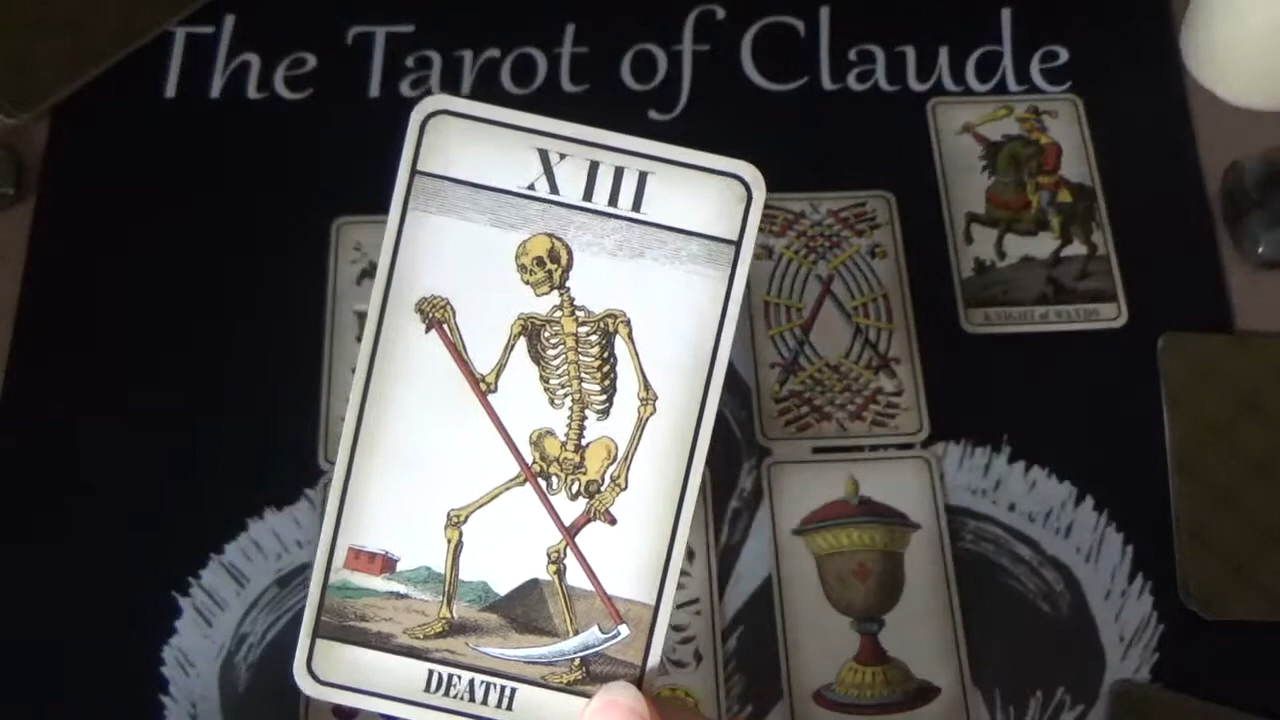 The Tarot of Claude
XIII
KNIGHT of WANDS
DEATH